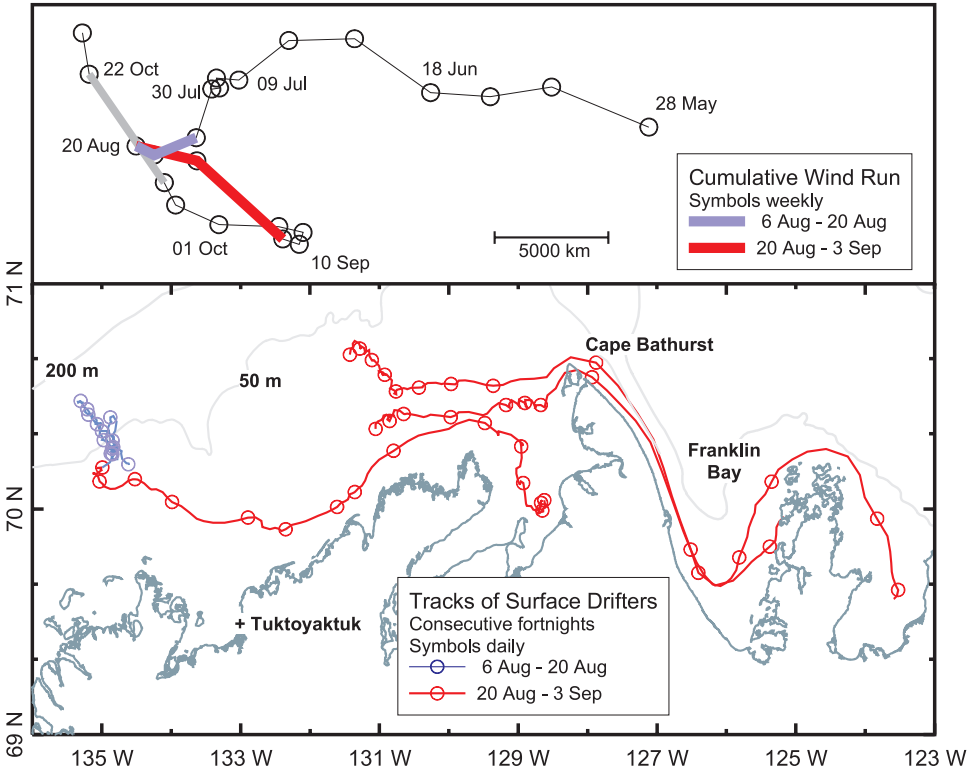 22 Oct
30 Jul
09 Jul
18 Jun
28 May
20 Aug
01 Oct
10 Sep
5000 km
Cumulative Wind Run
Symbols weekly
6 Aug - 20 Aug
20 Aug - 3 Sep
71 N
Cape Bathurst
200 m
50 m
Franklin
Bay
70 N
+ Tuktoyaktuk
Tracks of Surface Drifters
Consecutive fortnights
Symbols daily
6 Aug - 20 Aug
20 Aug - 3 Sep
69 N
135 W
133 W
131 W
129 W
127 W
125 W
123 W